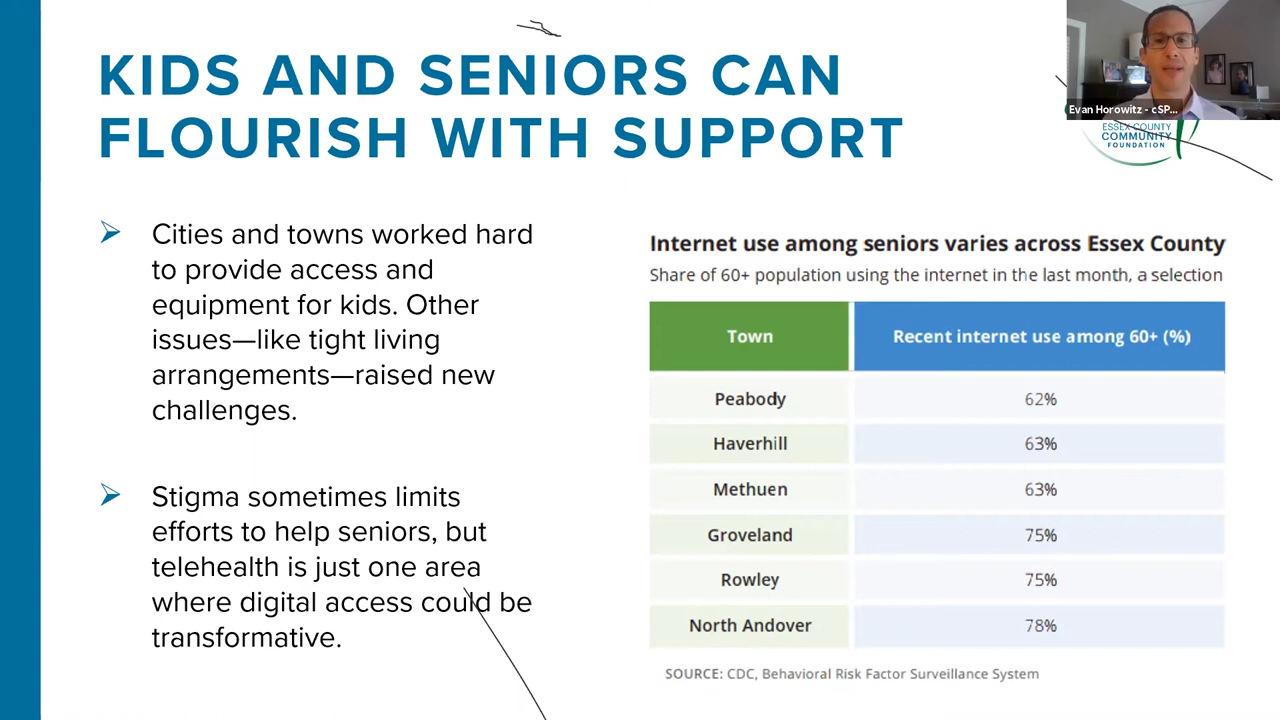 KIDS AND SENIORS CAN
FLOURISH WITH SUPPORT
Evan Horowitz - cSP...
ESSEX COUNTY
COMMUNITY
FOUNDATION
Cities and towns worked hard
to provide access and
equipment for kids. Other
issues—like tight living
arrangements—raised new
challenges.
Stigma sometimes limits
efforts to help seniors, but
telehealth is just one area
where digital access could be
transformative.
Internet use among seniors varies across Essex County
Share of 60+ population using the internet in the last month, a selection
Town Recent internet use among 60+ (%)
Peabody 62%
Haverhill 63%
Methuen 63%
Groveland 75%
Rowley 75%
North Andover 78%
SOURCE: CDC, Behavioral Risk Factor Surveillance System